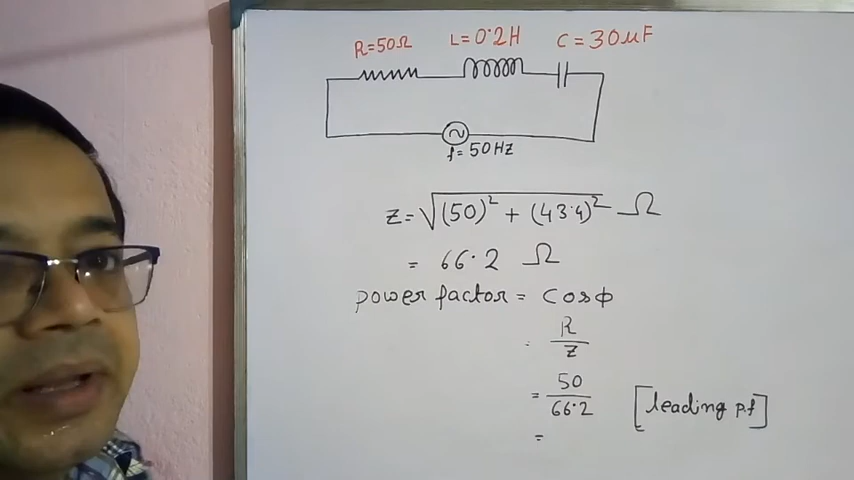 R=50Ω L=0.2H C=30μF
f=50HZ
Z=√(50)²+(43.4)² Ω
= 66.2 Ω
power factor = cosϕ
= R/Z
= 50/66.2 [leading p.f]
=